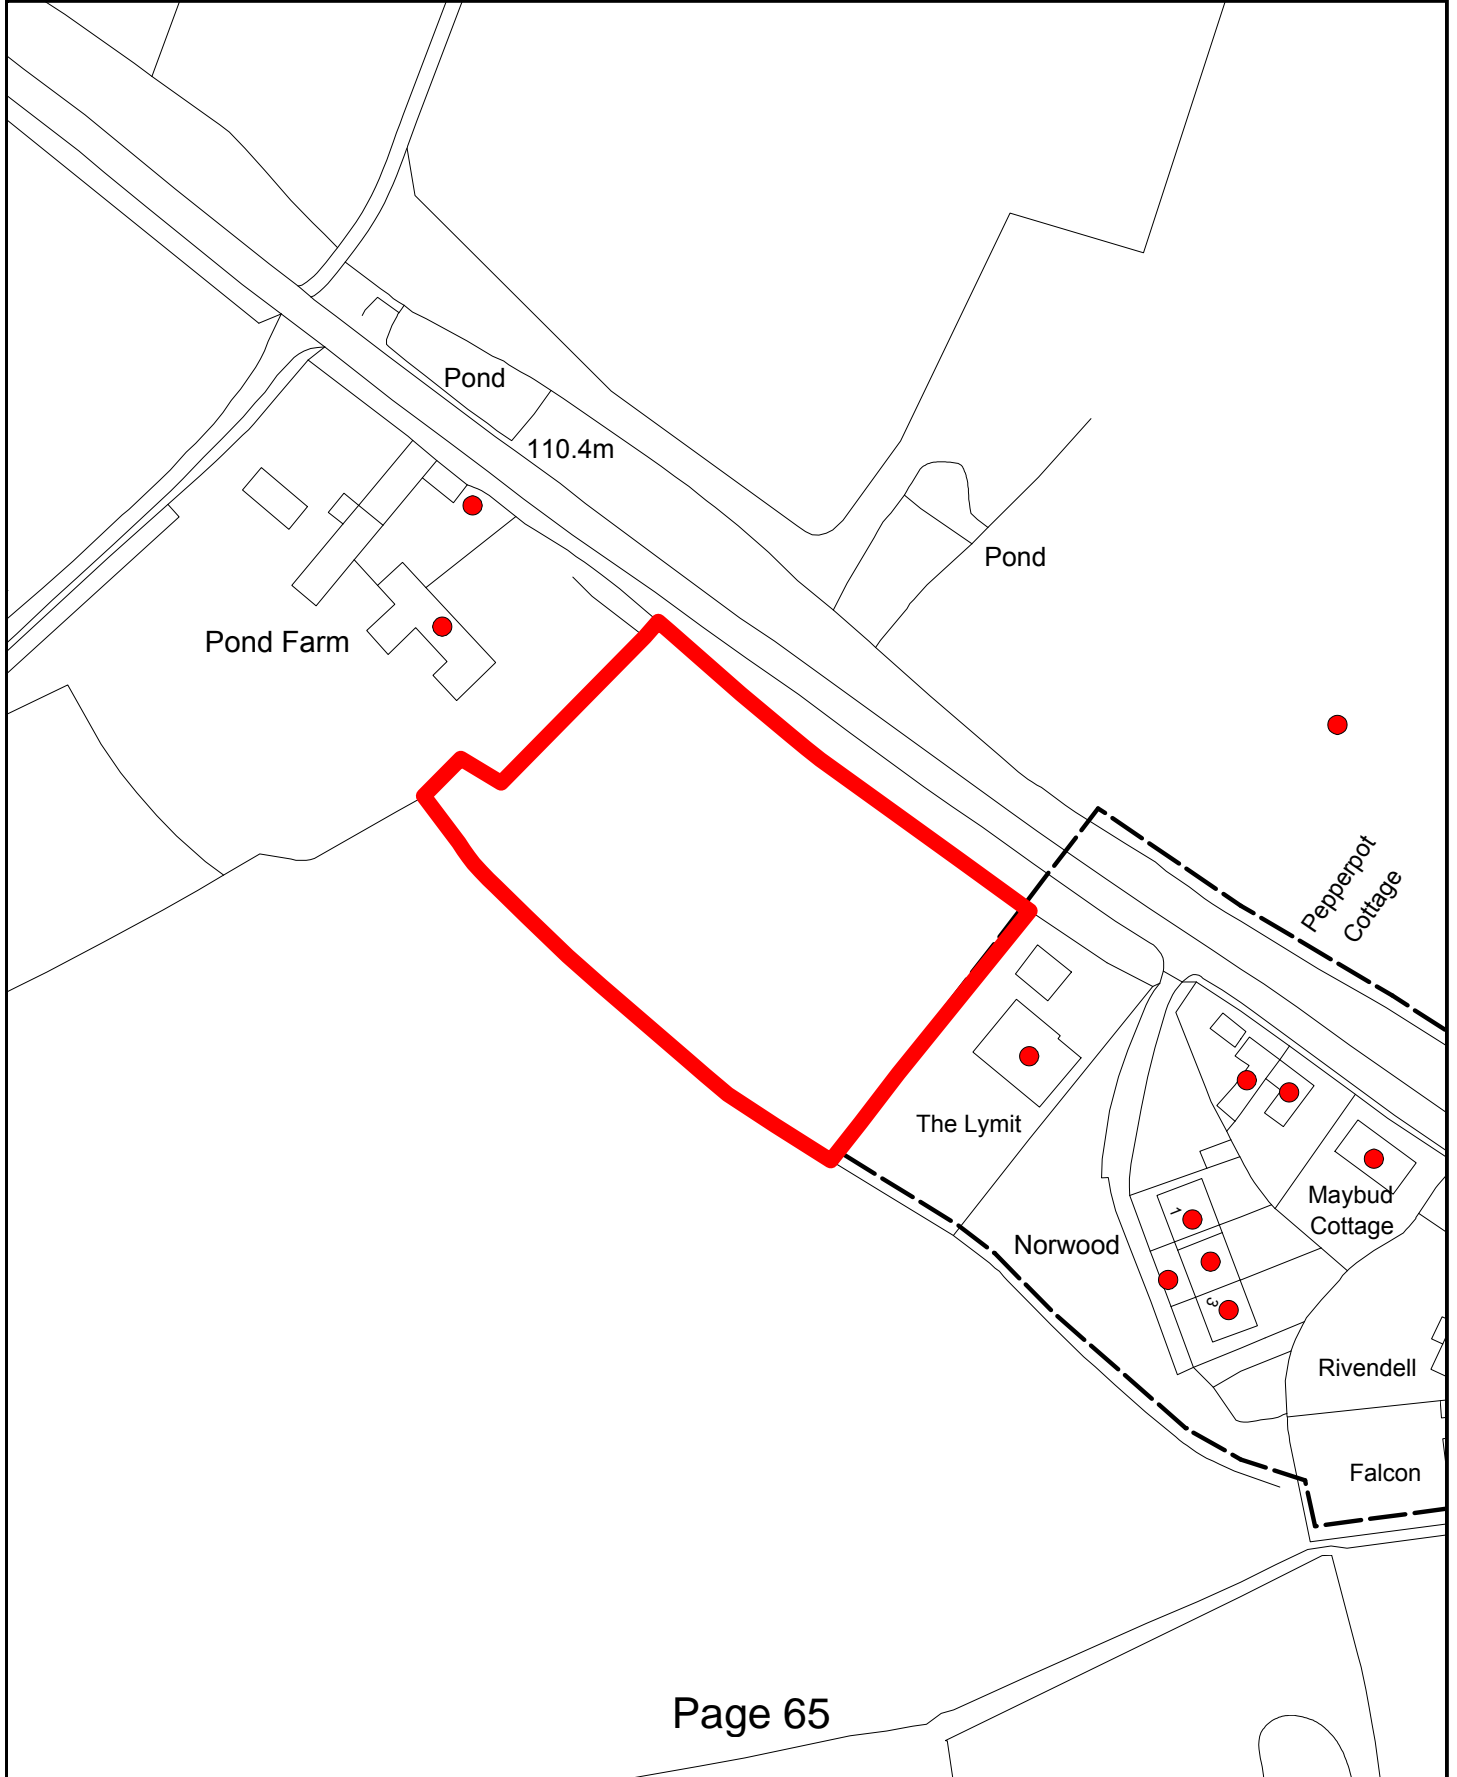 Pond
110.4m
Pond
Pond Farm
Pepperpot
Cottage
The Lymit
Maybud
Cottage
1
Norwood
3
Rivendell
Falcon
Page 65